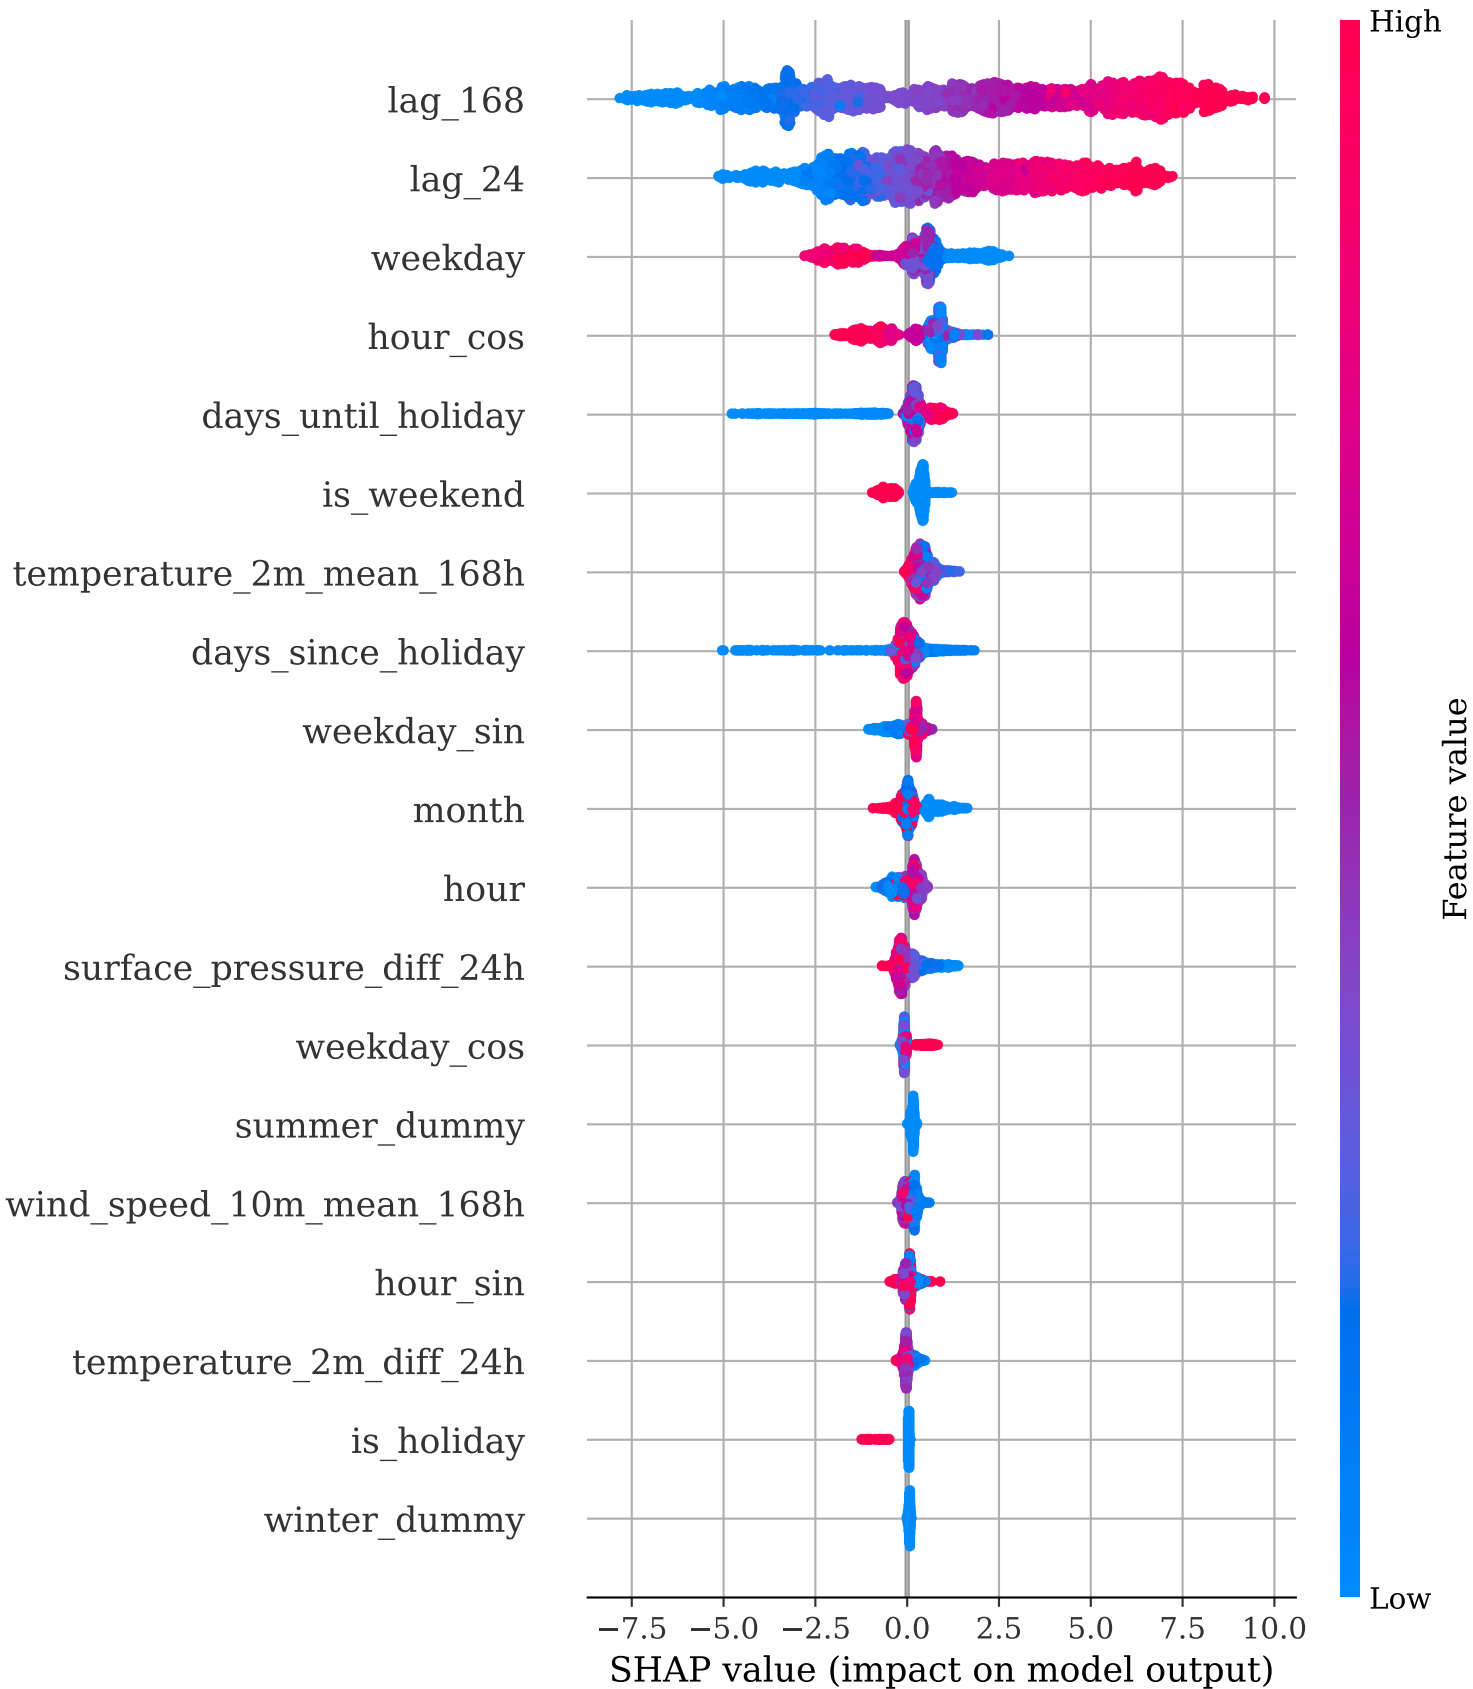 High
lag_168
lag_24
weekday
hour_cos
days_until_holiday
is_weekend
temperature_2m_mean_168h
days_since_holiday
weekday_sin
month
hour
surface_pressure_diff_24h
weekday_cos
summer_dummy
wind_speed_10m_mean_168h
hour_sin
temperature_2m_diff_24h
is_holiday
winter_dummy
Feature value
Low
−7.5 −5.0 −2.5 0.0 2.5 5.0 7.5 10.0
SHAP value (impact on model output)